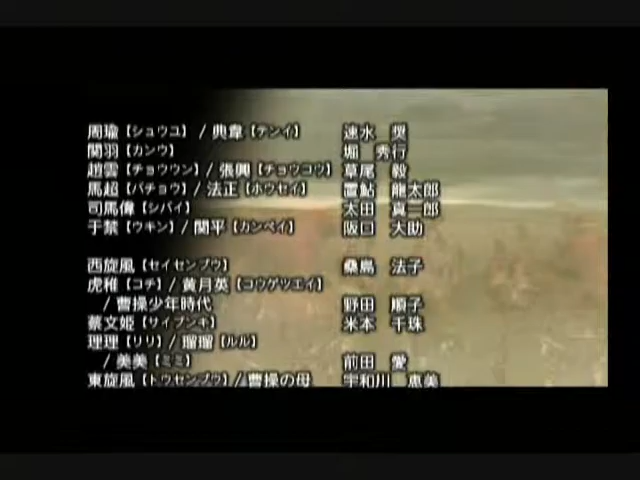 周瑜【シュウユ】 / 典韋【テンイ】 速水 奨
関羽【カンウ】 堀 秀行
趙雲【チョウウン】 / 張興【チョウコウ】 草尾 毅
馬超【バチョウ】 / 法正【ホウセイ】 置鮎 龍太郎
司馬偉【シバイ】 太田 真一郎
于禁【ウキン】 / 関平【カンペイ】 阪口 大助
西旋風【セイセンプウ】 桑島 法子
虎稚【コチ】 / 黄月英【コウゲツエイ】
/ 曹操少年時代 野田 順子
蔡文姫【サイブンキ】 米本 千珠
理理【リリ】 / 瑠瑠【ルル】
/ 美美【ミミ】 前田 愛
東旋風【トウセンプウ】 / 曹操の母 宇和川 恵美